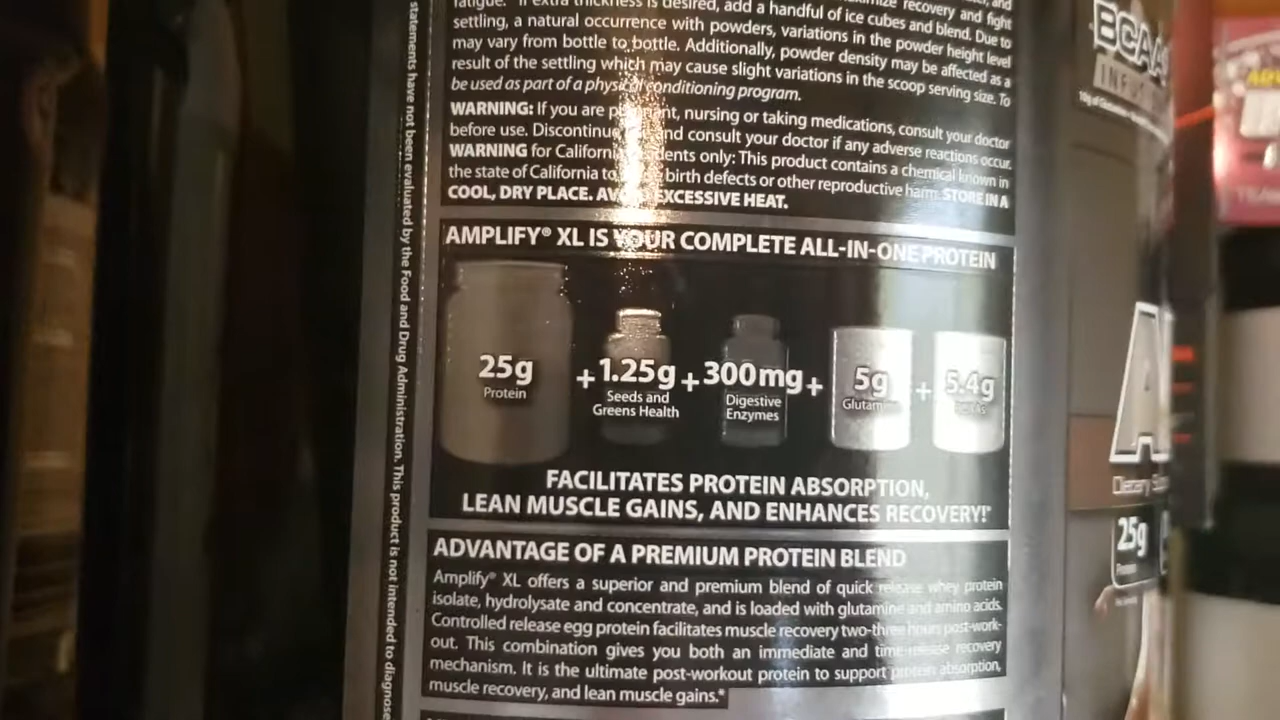 fatigue.* If extra thickness is desired, add a handful of ice cubes and blend. Due to
settling, a natural occurrence with powders, variations in the powder height level
may vary from bottle to bottle. Additionally, powder density may be affected as a
result of the settling which may cause slight variations in the scoop serving size. To
be used as part of a physical conditioning program.
WARNING: If you are pregnant, nursing or taking medications, consult your doctor
before use. Discontinue and consult your doctor if any adverse reactions occur.
WARNING for California residents only: This product contains a chemical known in
the state of California to birth defects or other reproductive harm. STORE IN A
COOL, DRY PLACE. AVOID EXCESSIVE HEAT.
AMPLIFY® XL IS YOUR COMPLETE ALL-IN-ONE PROTEIN
25g
Protein
+ 1.25g
Seeds and
Greens Health
+ 300mg
Digestive
Enzymes
+ 5g
Glutamine
+ 5.4g
FACILITATES PROTEIN ABSORPTION,
LEAN MUSCLE GAINS, AND ENHANCES RECOVERY!*
ADVANTAGE OF A PREMIUM PROTEIN BLEND
Amplify® XL offers a superior and premium blend of quick release whey protein
isolate, hydrolysate and concentrate, and is loaded with glutamine and amino acids.
Controlled release egg protein facilitates muscle recovery two-three hours post-work-
out. This combination gives you both an immediate and time-release recovery
mechanism. It is the ultimate post-workout protein to support protein absorption,
muscle recovery, and lean muscle gains.*
statements have not been evaluated by the Food and Drug Administration. This product is not intended to diagnose
BCAA
A
Dietary
25g